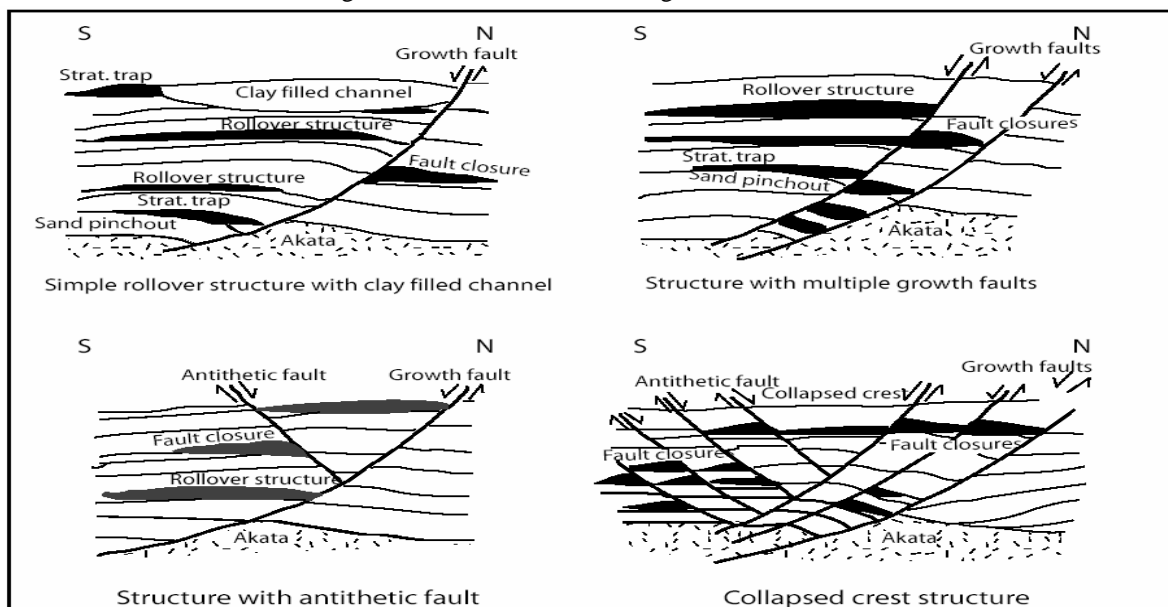 S
N
Growth fault
Strat. trap
Clay filled channel
Rollover structure
Fault closure
Rollover structure
Strat. trap
Sand pinchout
Akata
Simple rollover structure with clay filled channel
S
N
Growth faults
Rollover structure
Fault closures
Strat. trap
Sand pinchout
Akata
Structure with multiple growth faults
S
N
Antithetic fault
Growth fault
Fault closure
Rollover structure
Akata
Structure with antithetic fault
S
N
Growth faults
Antithetic fault
Collapsed crest
Fault closures
Fault closures
Akata
Collapsed crest structure